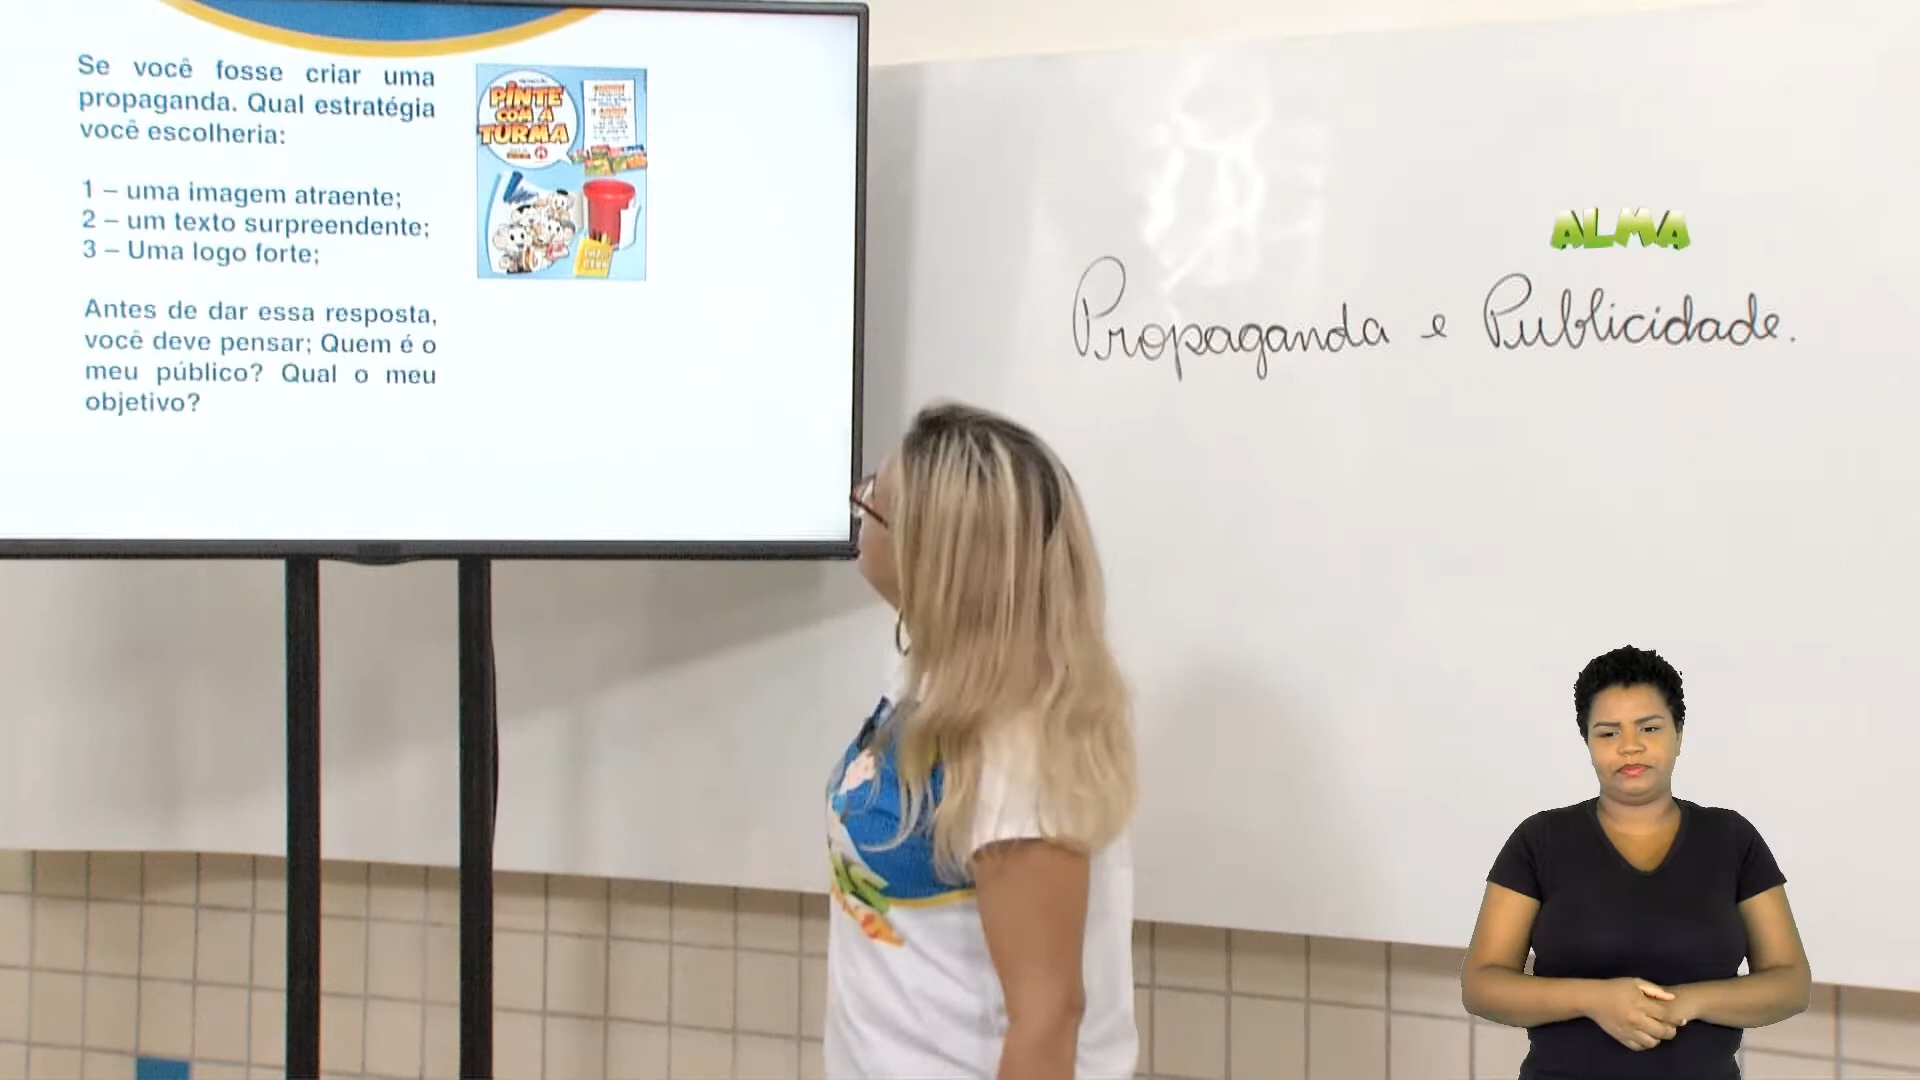 Se você fosse criar uma
propaganda. Qual estratégia
você escolheria:
1 – uma imagem atraente;
2 – um texto surpreendente;
3 – Uma logo forte;
Antes de dar essa resposta,
você deve pensar; Quem é o
meu público? Qual o meu
objetivo?
PINTE
COM A
TURMA
ALMA
Propaganda e Publicidade.